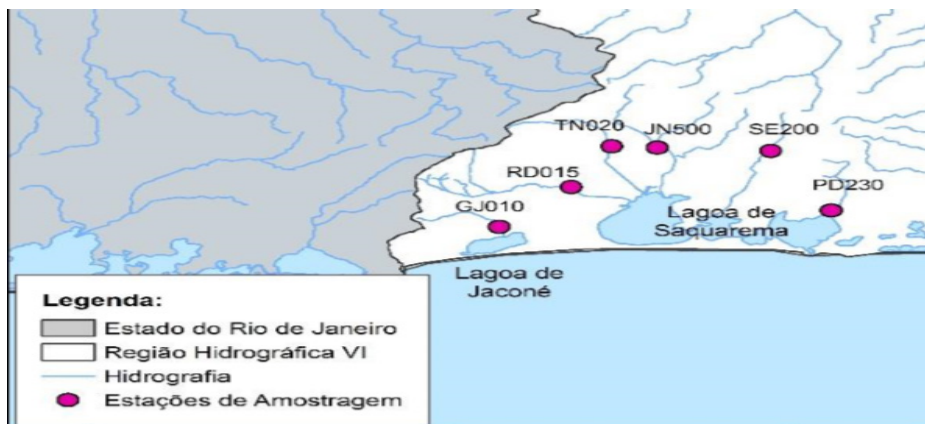 TN020
JN500
SE200
RD015
PD230
GJ010
Lagoa de
Saquarema
Lagoa de
Jaconé
Legenda:
Estado do Rio de Janeiro
Região Hidrográfica VI
Hidrografia
Estações de Amostragem